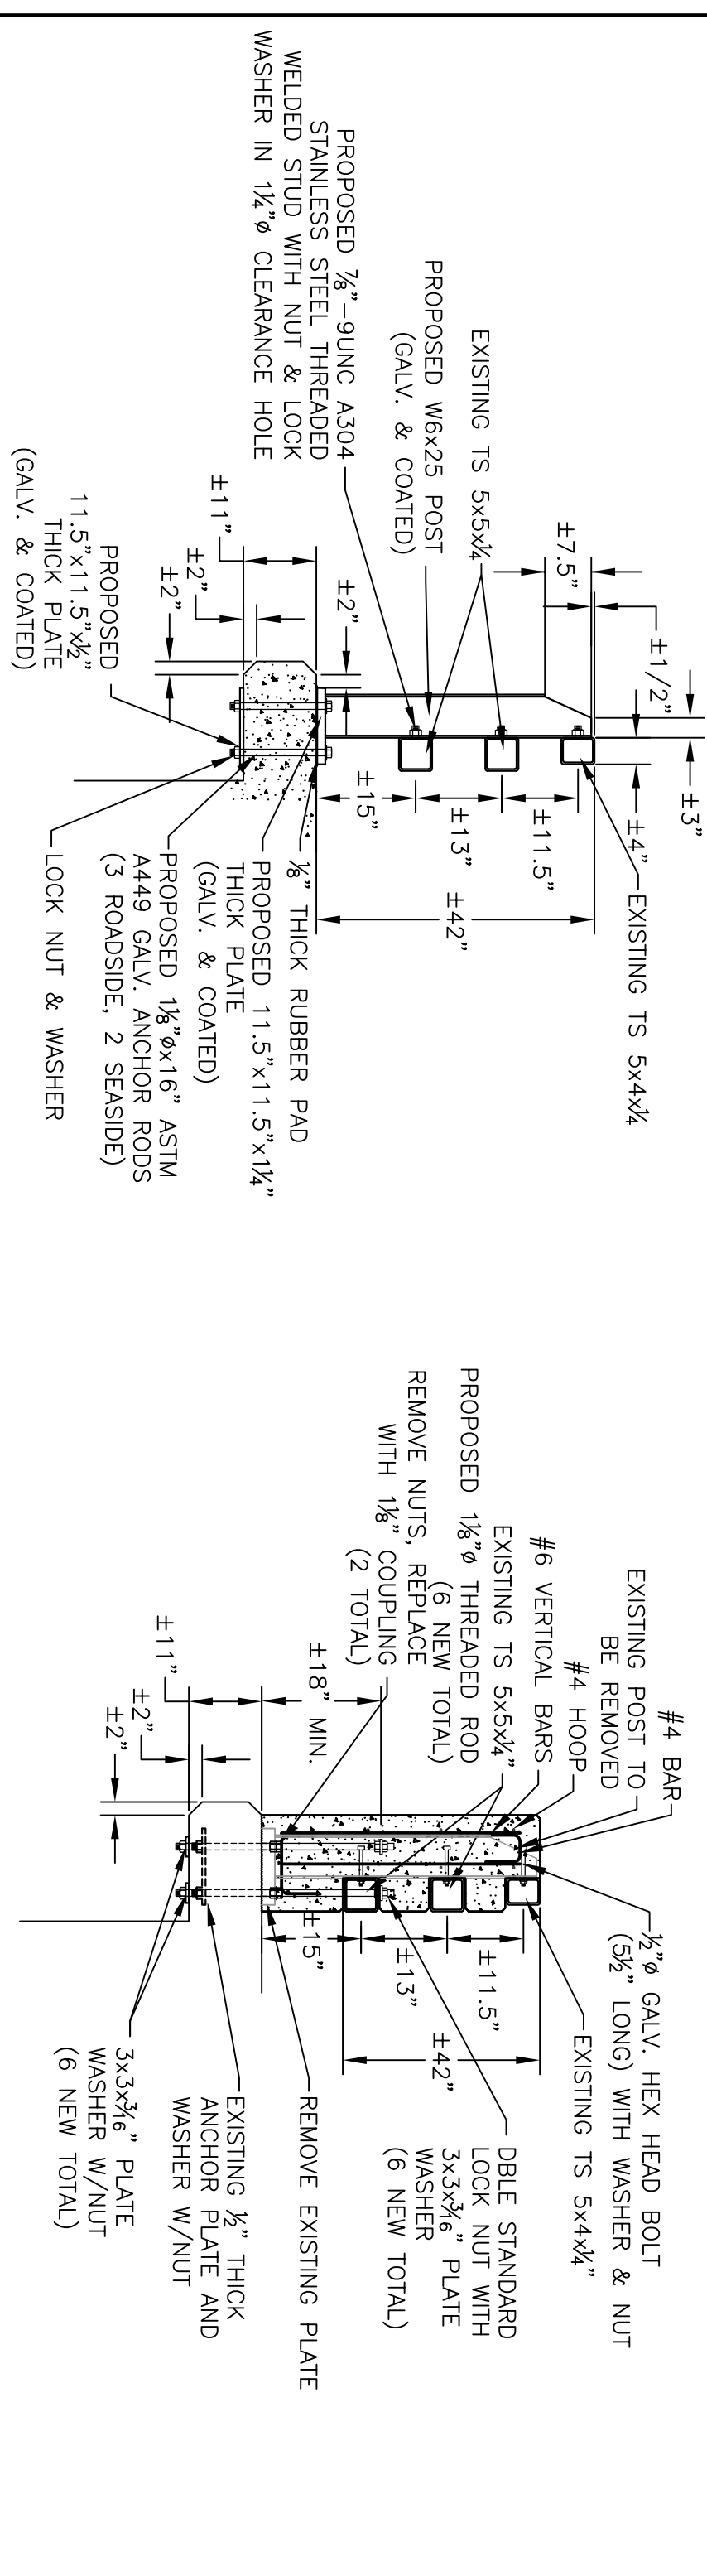 ±7.5"
±1/2"
±3"
±4"
EXISTING TS 5x4x¼
EXISTING TS 5x5x¼
PROPOSED W6x25 POST
(GALV. & COATED)
PROPOSED ⅞"-9UNC A304
STAINLESS STEEL THREADED
WELDED STUD WITH NUT & LOCK
WASHER IN 1¼"ø CLEARANCE HOLE
±11.5"
±13"
±15"
±42"
±2"
±11"
±2"
±2"
⅛" THICK RUBBER PAD
PROPOSED 11.5"x11.5"x1¼"
THICK PLATE
(GALV. & COATED)
PROPOSED 1⅛"øx16" ASTM
A449 GALV. ANCHOR RODS
(3 ROADSIDE, 2 SEASIDE)
LOCK NUT & WASHER
PROPOSED
11.5"x11.5"x½"
THICK PLATE
(GALV. & COATED)
#4 BAR
EXISTING POST TO
BE REMOVED
#4 HOOP
#6 VERTICAL BARS
EXISTING TS 5x5x¼"
PROPOSED 1⅛"ø THREADED ROD
(6 NEW TOTAL)
REMOVE NUTS, REPLACE
WITH 1⅛" COUPLING
(2 TOTAL)
±18" MIN.
±11"
±2"
±2"
½"ø GALV. HEX HEAD BOLT
(5½" LONG) WITH WASHER & NUT
EXISTING TS 5x4x¼"
±11.5"
±13"
±15"
±42"
DBLE STANDARD
LOCK NUT WITH
3x3x3⁄16" PLATE
WASHER
(6 NEW TOTAL)
REMOVE EXISTING PLATE
EXISTING ½" THICK
ANCHOR PLATE AND
WASHER W/NUT
3x3x3⁄16" PLATE
WASHER W/NUT
(6 NEW TOTAL)